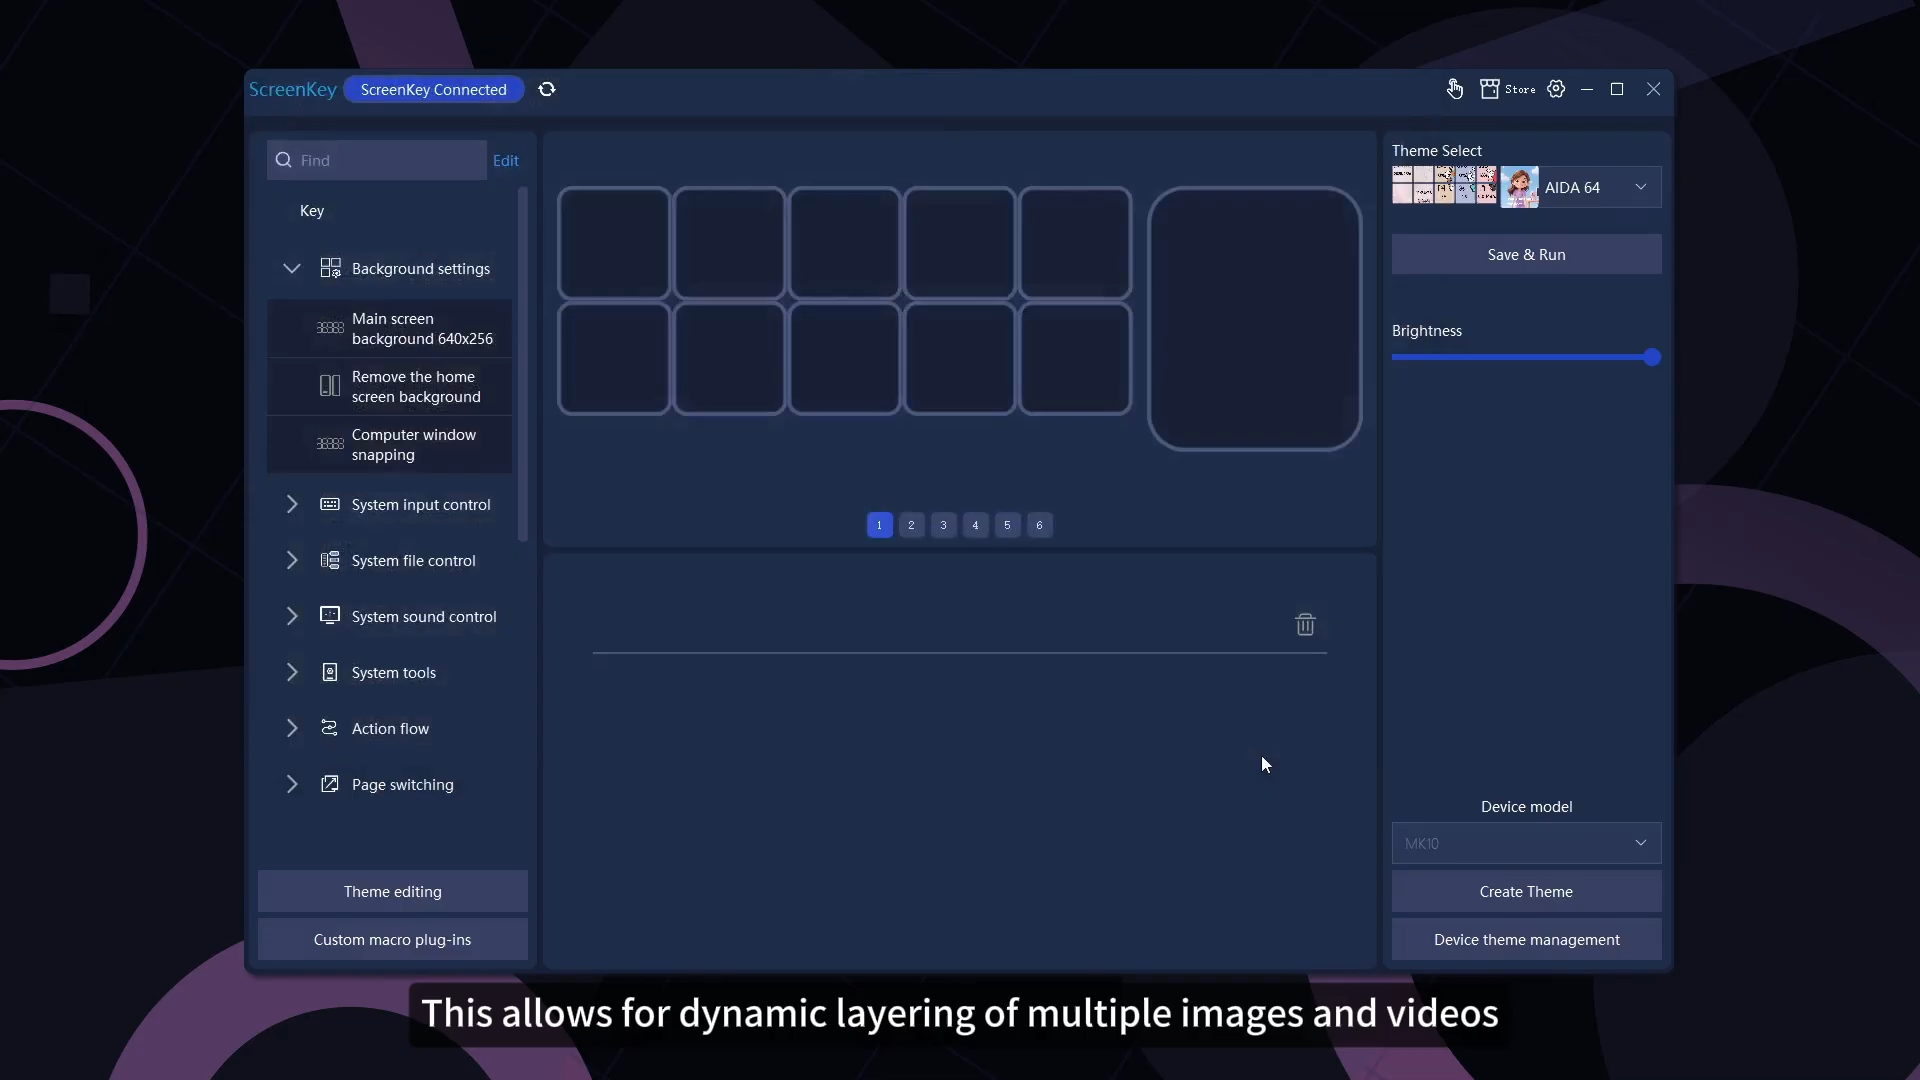 ScreenKey
ScreenKey Connected
Store
Find
Edit
Key
Background settings
Main screen
background 640x256
Remove the home
screen background
Computer window
snapping
System input control
System file control
System sound control
System tools
Action flow
Page switching
Theme editing
Custom macro plug-ins
1 2 3 4 5 6
Theme Select
AIDA 64
Save & Run
Brightness
Device model
MK10
Create Theme
Device theme management
This allows for dynamic layering of multiple images and videos